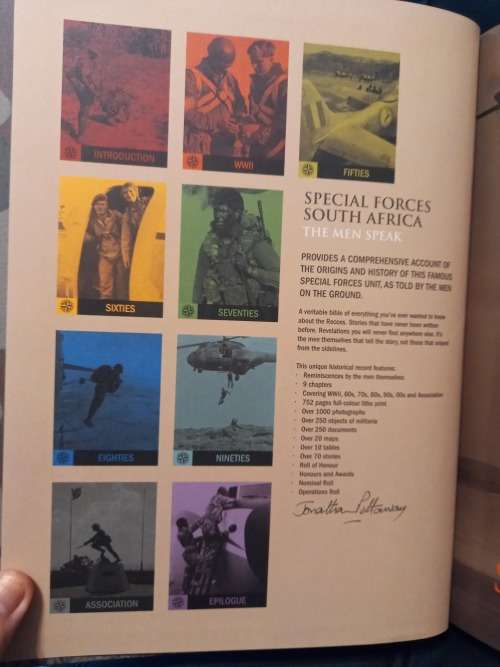 INTRODUCTION
WWII
FIFTIES
SIXTIES
SEVENTIES
EIGHTIES
NINETIES
ASSOCIATION
EPILOGUE
SPECIAL FORCES
SOUTH AFRICA
THE MEN SPEAK
PROVIDES A COMPREHENSIVE ACCOUNT OF
THE ORIGINS AND HISTORY OF THIS FAMOUS
SPECIAL FORCES UNIT, AS TOLD BY THE MEN
ON THE GROUND.
A veritable bible of everything you've ever wanted to know
about the Recces. Stories that have never been written
before. Revelations you will never find anywhere else. It's
the men themselves that tell the story, not those that sniped
from the sidelines.
This unique historical record features:
· Reminiscences by the men themselves
· 9 chapters
· Covering WWII, 60s, 70s, 80s, 90s, 00s and Association
· 752 pages full-colour litho print
· Over 1000 photographs
· Over 250 objects of militaria
· Over 250 documents
· Over 20 maps
· Over 10 tables
· Over 70 stories
· Roll of Honour
· Honours and Awards
· Nominal Roll
· Operations Roll
Jonathan Pittaway